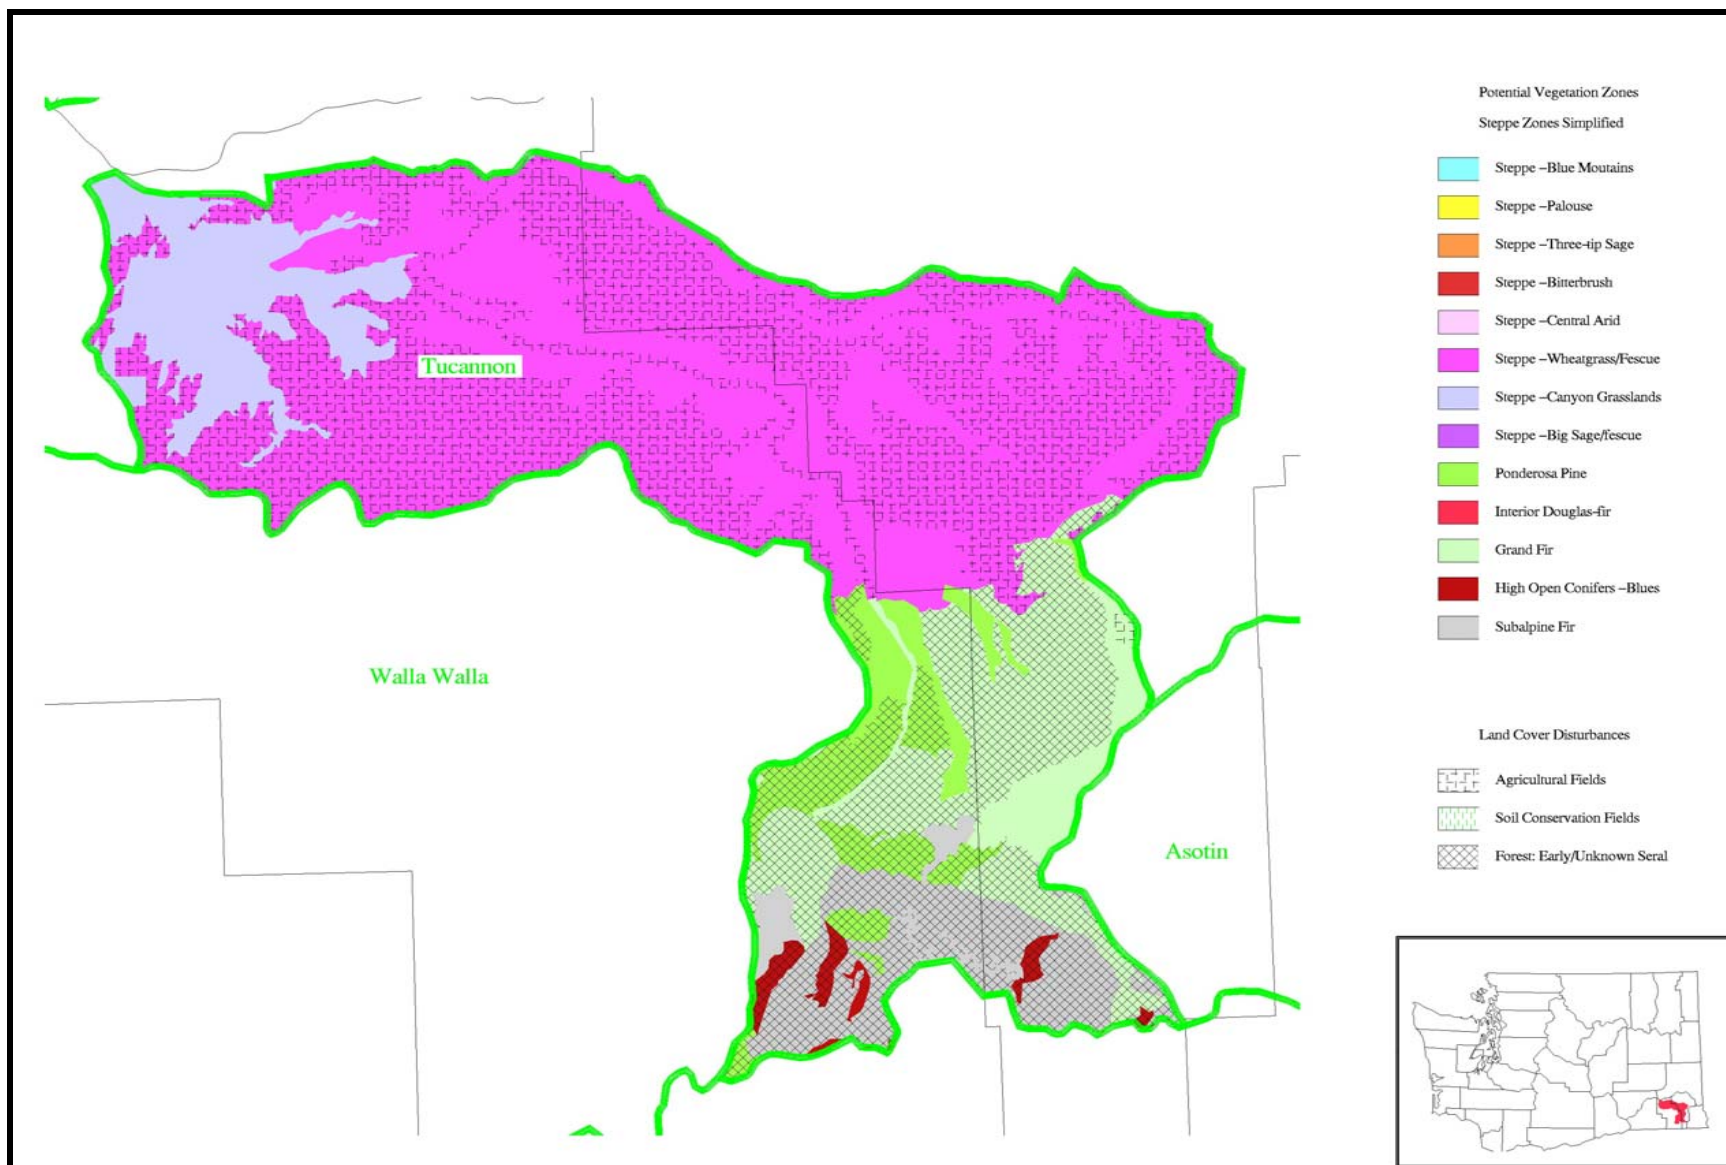 Potential Vegetation Zones
Steppe Zones Simplified
Steppe –Blue Moutains
Steppe –Palouse
Steppe –Three-tip Sage
Steppe –Bitterbrush
Steppe –Central Arid
Steppe –Wheatgrass/Fescue
Steppe –Canyon Grasslands
Steppe –Big Sage/fescue
Ponderosa Pine
Interior Douglas-fir
Grand Fir
High Open Conifers –Blues
Subalpine Fir
Land Cover Disturbances
Agricultural Fields
Soil Conservation Fields
Forest: Early/Unknown Seral
Tucannon
Walla Walla
Asotin